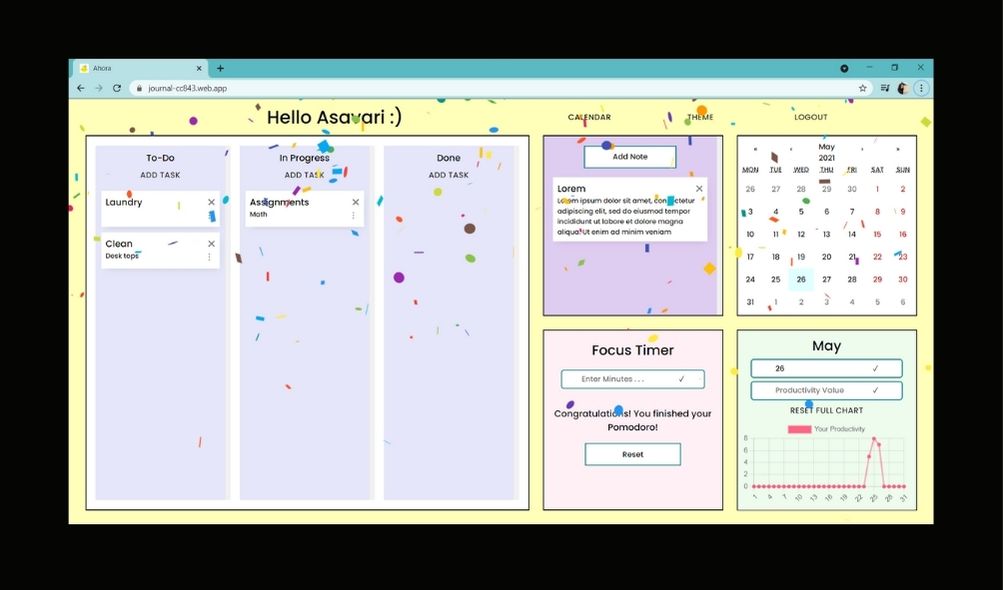 Ahora
journal-cc843.web.app
Hello Asavari :)
CALENDAR THEME LOGOUT
To-Do
ADD TASK
Laundry
Clean
Desk tops
In Progress
ADD TASK
Assignments
Math
Done
ADD TASK
Add Note
Lorem
Lorem ipsum dolor sit amet, consectetur
adipiscing elit, sed do eiusmod tempor
incididunt ut labore et dolore magna
aliqua. Ut enim ad minim veniam
« ‹ May › »
2021
MON TUE WED THU FRI SAT SUN
26 27 28 29 30 1 2
3 4 5 6 7 8 9
10 11 12 13 14 15 16
17 18 19 20 21 22 23
24 25 26 27 28 29 30
31 1 2 3 4 5 6
Focus Timer
Enter Minutes . . . ✓
Congratulations! You finished your
Pomodoro!
Reset
May
26 ✓
Productivity Value ✓
RESET FULL CHART
Your Productivity
8
6
4
2
0
1 4 7 10 13 16 19 22 25 28 31